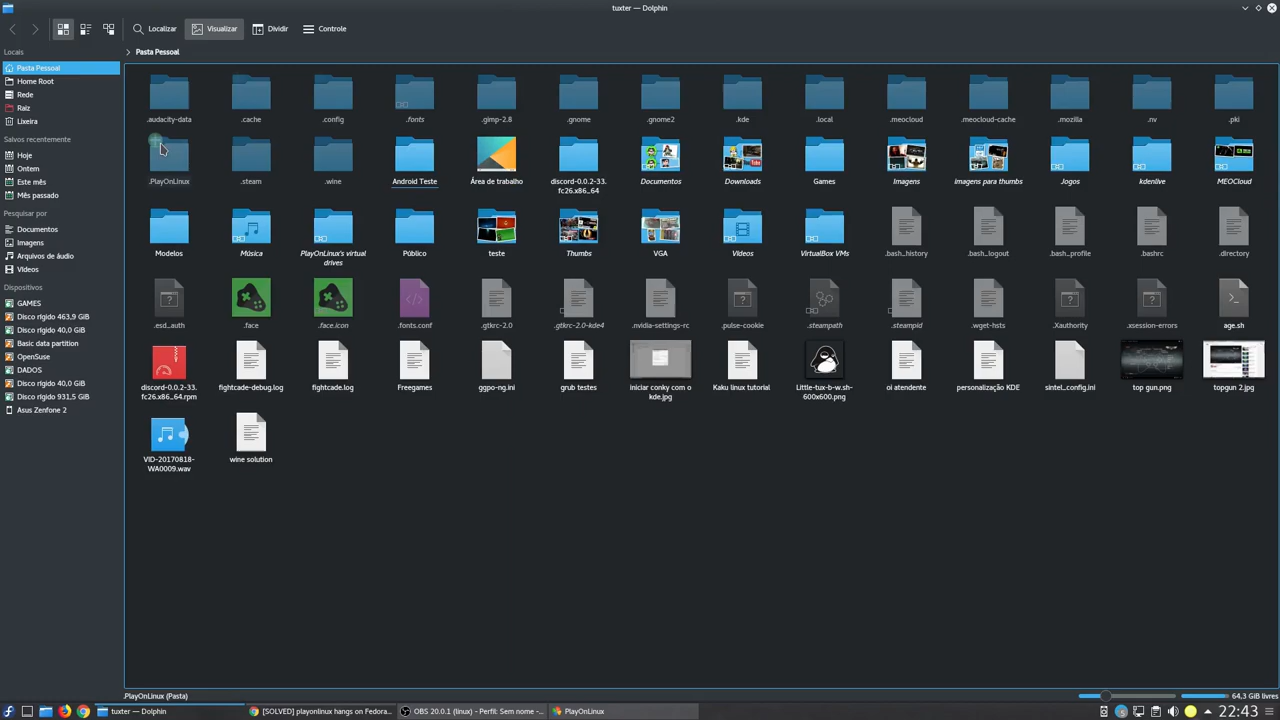 tuxter — Dolphin
Localizar
Visualizar
Dividir
Controle
Locais
Pasta Pessoal
Home Root
Rede
Raiz
Lixeira
Salvos recentemente
Hoje
Ontem
Este mês
Mês passado
Pesquisar por
Documentos
Imagens
Arquivos de áudio
Vídeos
Dispositivos
GAMES
Disco rígido 463,9 GiB
Disco rígido 40,0 GiB
Basic data partition
OpenSuse
DADOS
Disco rígido 40,0 GiB
Disco rígido 931,5 GiB
Asus Zenfone 2
Pasta Pessoal
.audacity-data
.cache
.config
.fonts
.gimp-2.8
.gnome
.gnome2
.kde
.local
.meocloud
.meocloud-cache
.mozilla
.nv
.pki
.PlayOnLinux
.steam
.wine
Android Teste
Área de trabalho
discord-0.0.2-33.
fc26.x86_64
Documentos
Downloads
Games
Imagens
imagens para thumbs
Jogos
kdenlive
MEOCloud
Modelos
Música
PlayOnLinux's virtual
drives
Público
teste
Thumbs
VGA
Vídeos
VirtualBox VMs
.bash_history
.bash_logout
.bash_profile
.bashrc
.directory
.esd_auth
.face
.face.icon
.fonts.conf
.gtkrc-2.0
.gtkrc-2.0-kde4
.nvidia-settings-rc
.pulse-cookie
.steampath
.steampid
.wget-hsts
.Xauthority
.xsession-errors
age.sh
discord-0.0.2-33.
fc26.x86_64.rpm
fightcade-debug.log
fightcade.log
Freegames
ggpo-ng.ini
grub testes
iniciar conky com o
kde.jpg
Kaku linux tutorial
Little-tux-b-w.sh-
600x600.png
oi atendente
personalização KDE
sintel_config.ini
top gun.png
topgun 2.jpg
VID-20170818-
WA0009.wav
wine solution
.PlayOnLinux (Pasta)
64,3 GiB livres
tuxter — Dolphin
[SOLVED] playonlinux hangs on Fedora...
OBS 20.0.1 (linux) - Perfil: Sem nome -...
PlayOnLinux
22:43